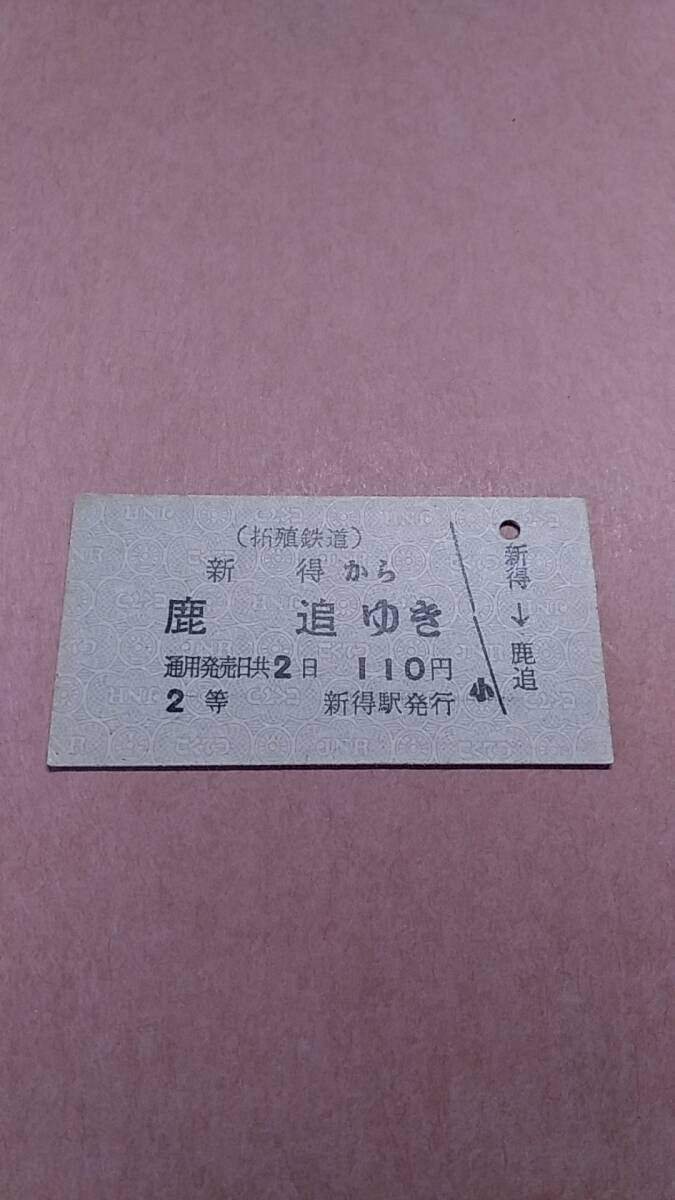 （拓殖鉄道）
新得から
鹿追ゆき
通用発売日共2日 110円
2等 新得駅発行
小
新得→鹿追